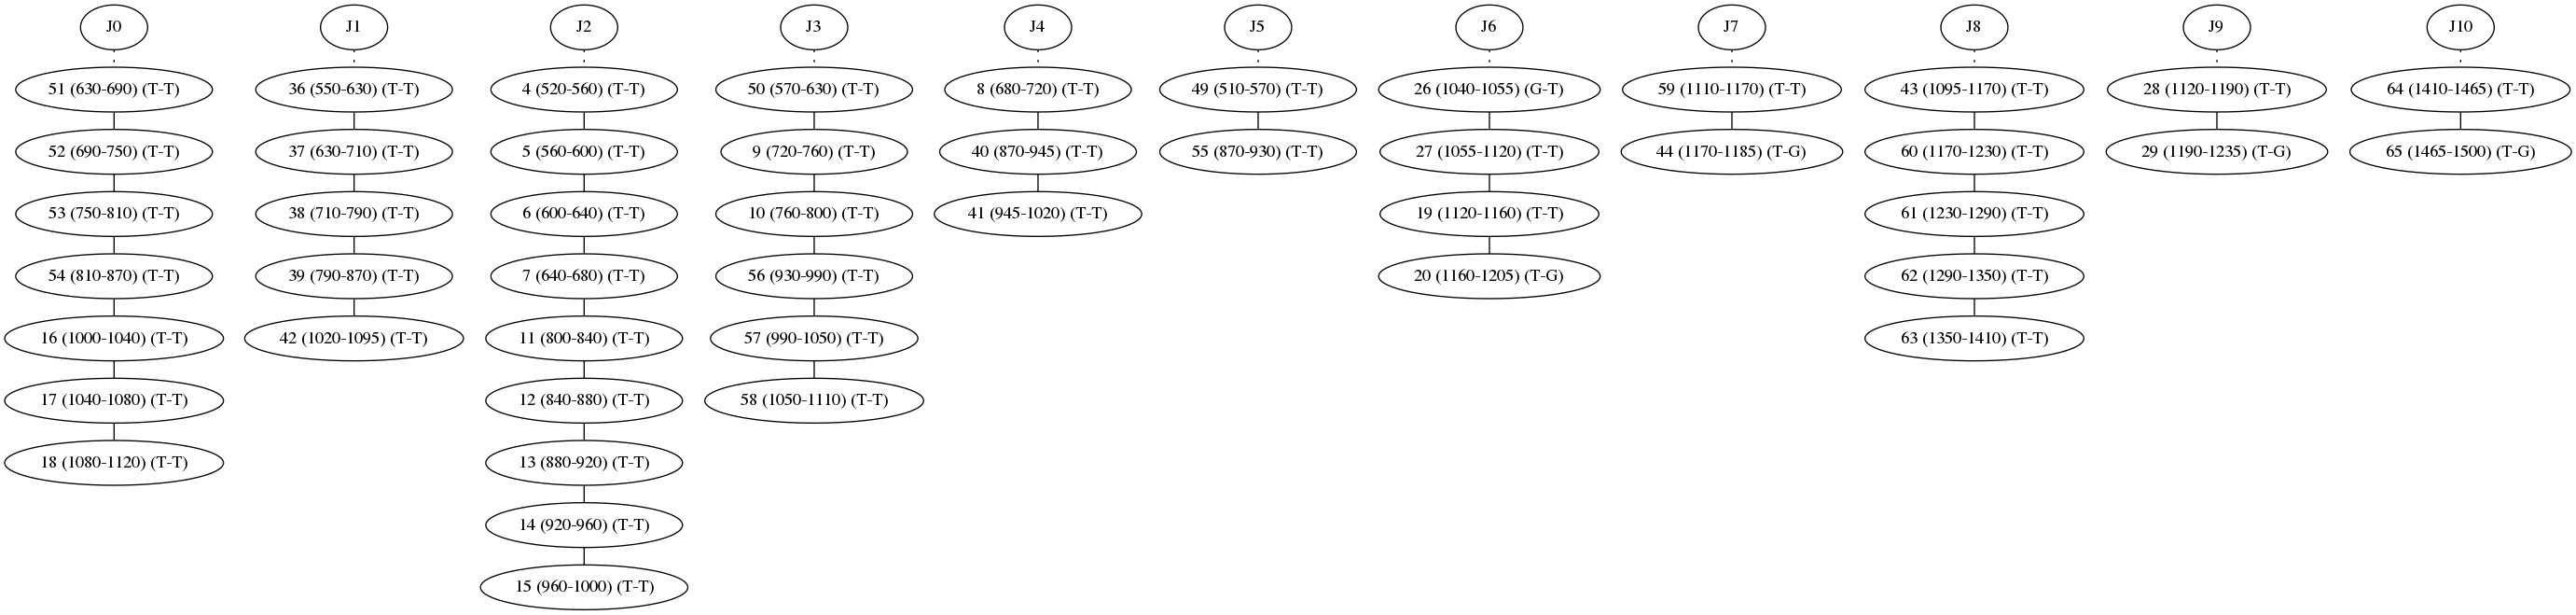 J0
J1
J2
J3
J4
J5
J6
J7
J8
J9
J10
51 (630-690) (T-T)
36 (550-630) (T-T)
4 (520-560) (T-T)
50 (570-630) (T-T)
8 (680-720) (T-T)
49 (510-570) (T-T)
26 (1040-1055) (G-T)
59 (1110-1170) (T-T)
43 (1095-1170) (T-T)
28 (1120-1190) (T-T)
64 (1410-1465) (T-T)
52 (690-750) (T-T)
37 (630-710) (T-T)
5 (560-600) (T-T)
9 (720-760) (T-T)
40 (870-945) (T-T)
55 (870-930) (T-T)
27 (1055-1120) (T-T)
44 (1170-1185) (T-G)
60 (1170-1230) (T-T)
29 (1190-1235) (T-G)
65 (1465-1500) (T-G)
53 (750-810) (T-T)
38 (710-790) (T-T)
6 (600-640) (T-T)
10 (760-800) (T-T)
41 (945-1020) (T-T)
19 (1120-1160) (T-T)
61 (1230-1290) (T-T)
54 (810-870) (T-T)
39 (790-870) (T-T)
7 (640-680) (T-T)
56 (930-990) (T-T)
20 (1160-1205) (T-G)
62 (1290-1350) (T-T)
16 (1000-1040) (T-T)
42 (1020-1095) (T-T)
11 (800-840) (T-T)
57 (990-1050) (T-T)
63 (1350-1410) (T-T)
17 (1040-1080) (T-T)
12 (840-880) (T-T)
58 (1050-1110) (T-T)
18 (1080-1120) (T-T)
13 (880-920) (T-T)
14 (920-960) (T-T)
15 (960-1000) (T-T)